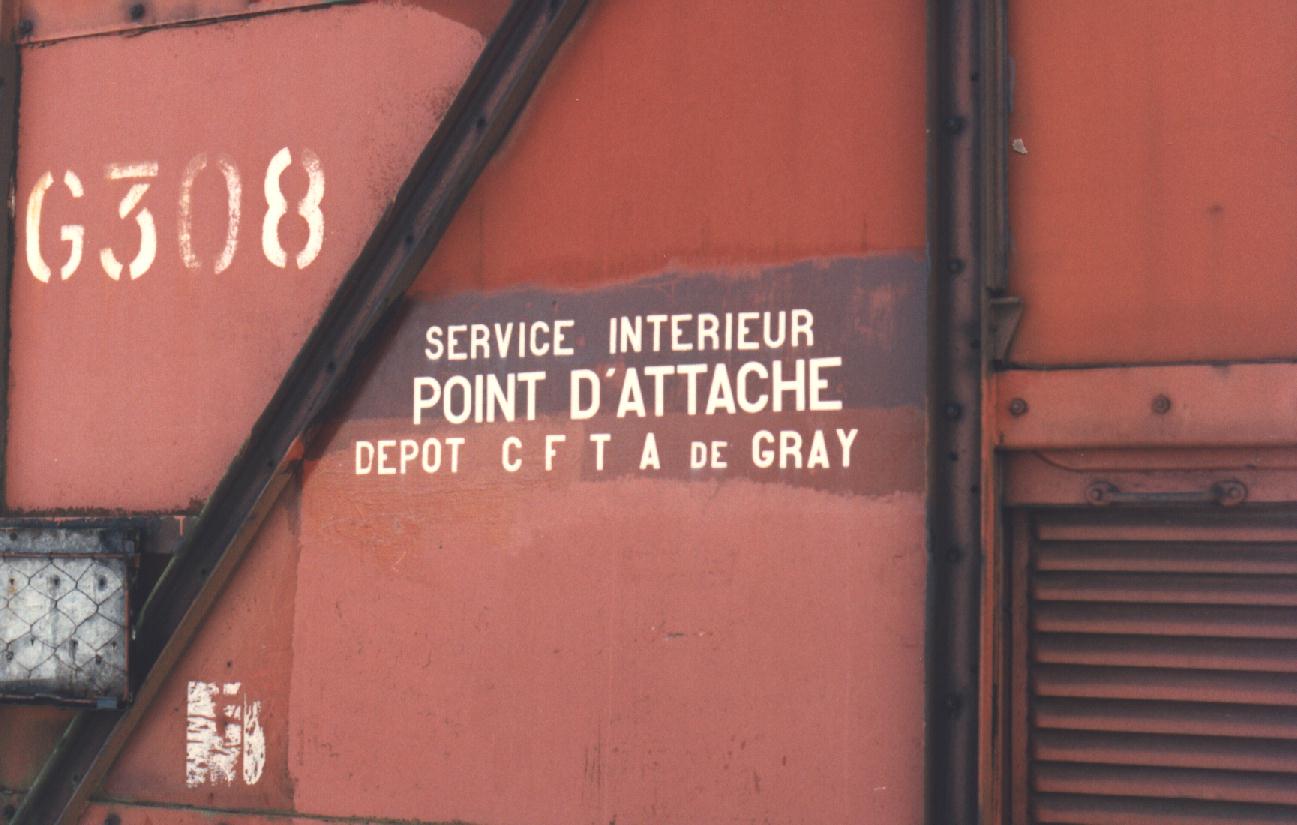 G308
SERVICE INTERIEUR
POINT D'ATTACHE
DEPOT C F T A DE GRAY